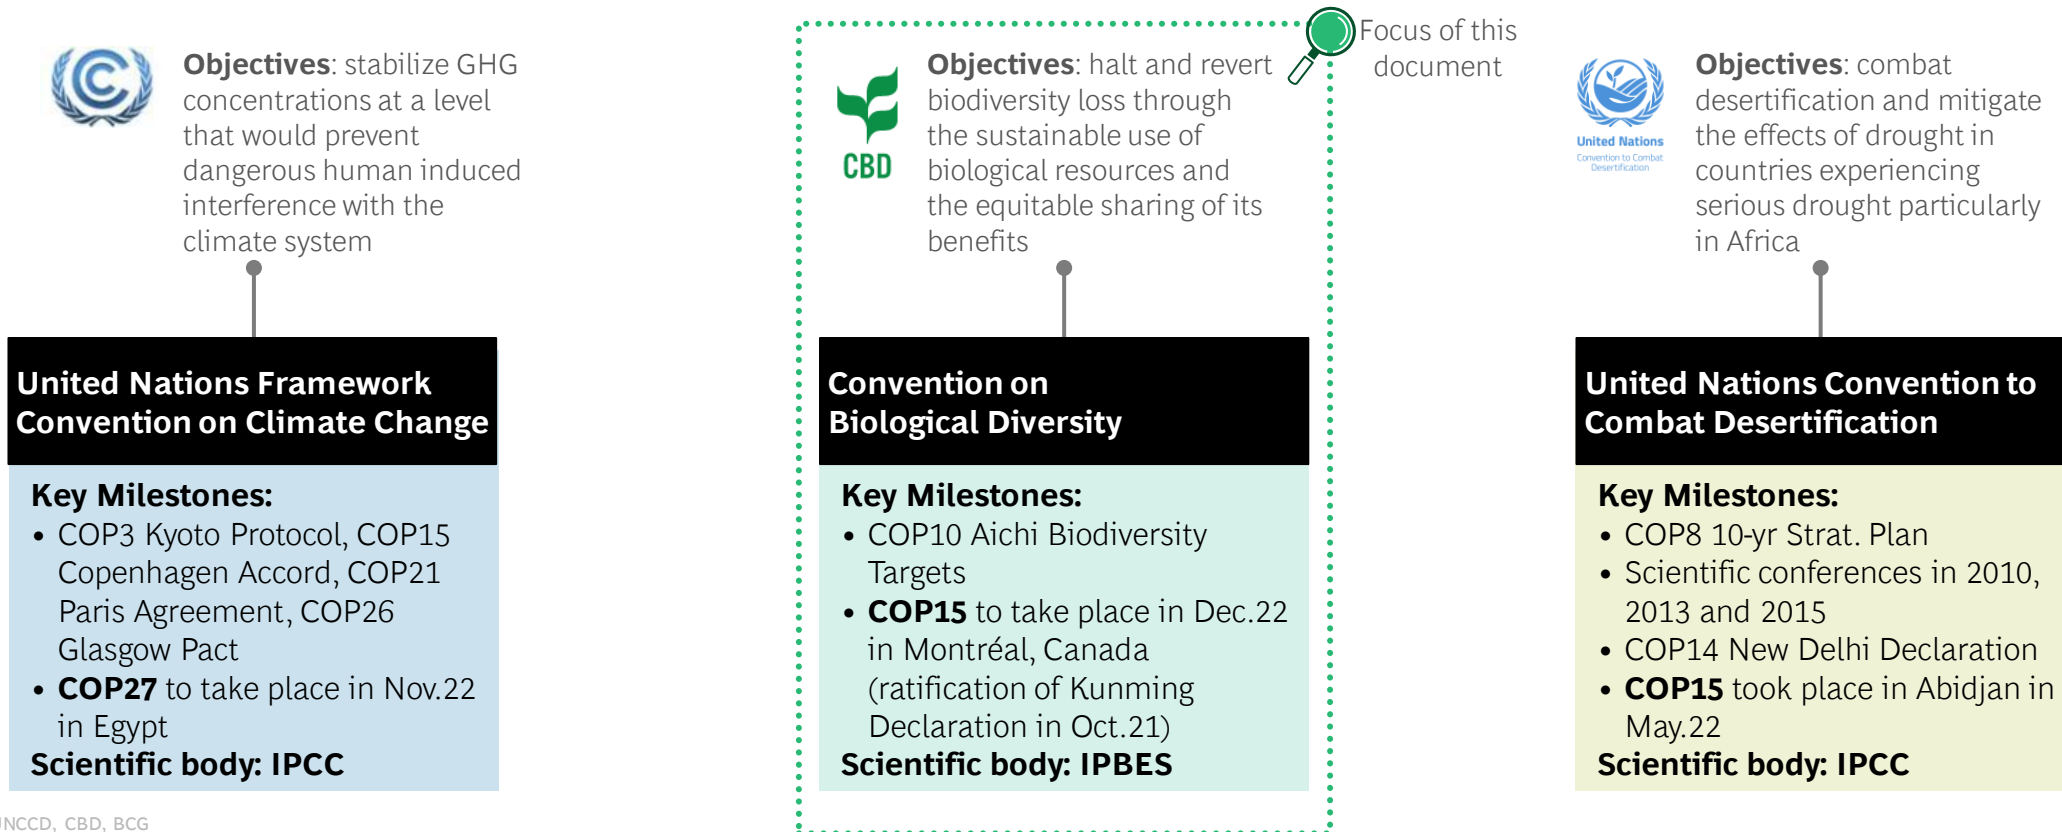 Objectives: stabilize GHG
concentrations at a level
that would prevent
dangerous human induced
interference with the
climate system
United Nations Framework
Convention on Climate Change
Key Milestones:
• COP3 Kyoto Protocol, COP15
Copenhagen Accord, COP21
Paris Agreement, COP26
Glasgow Pact
• COP27 to take place in Nov.22
in Egypt
Scientific body: IPCC
Focus of this
document
CBD
Objectives: halt and revert
biodiversity loss through
the sustainable use of
biological resources and
the equitable sharing of its
benefits
Convention on
Biological Diversity
Key Milestones:
• COP10 Aichi Biodiversity
Targets
• COP15 to take place in Dec.22
in Montréal, Canada
(ratification of Kunming
Declaration in Oct.21)
Scientific body: IPBES
United Nations
Convention to Combat
Desertification
Objectives: combat
desertification and mitigate
the effects of drought in
countries experiencing
serious drought particularly
in Africa
United Nations Convention to
Combat Desertification
Key Milestones:
• COP8 10-yr Strat. Plan
• Scientific conferences in 2010,
2013 and 2015
• COP14 New Delhi Declaration
• COP15 took place in Abidjan in
May.22
Scientific body: IPCC
CBD, BCG